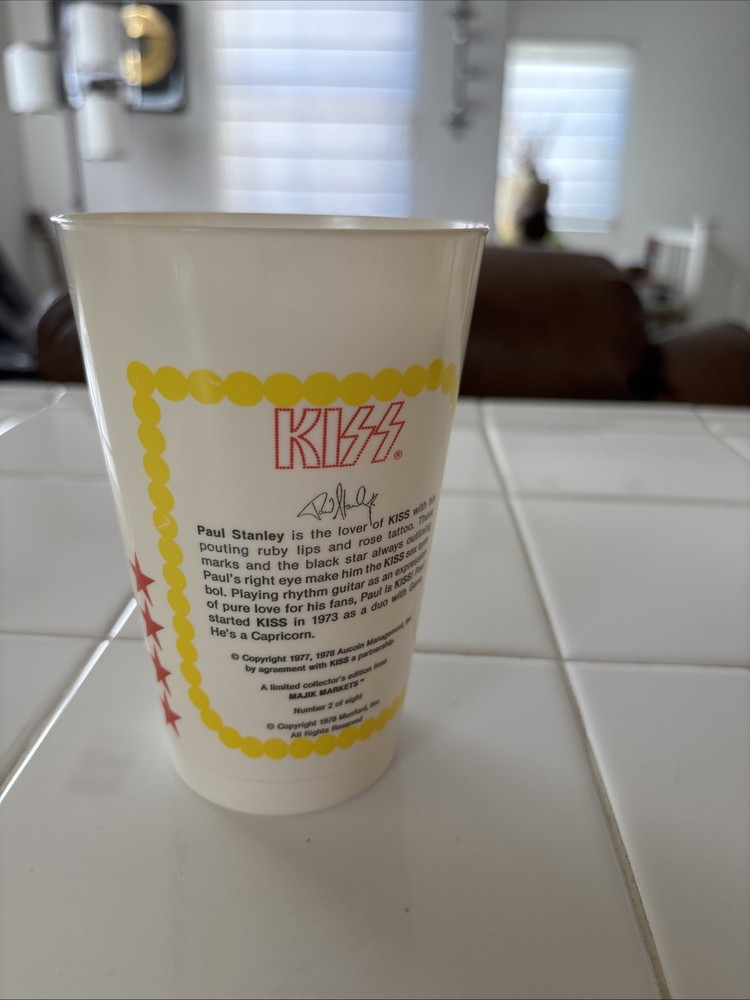 KISS®
Paul Stanley
Paul Stanley is the lover of KISS with his
pouting ruby lips and rose tattoo.
marks and the black star always outlining
Paul's right eye make him the KISS sex
bol. Playing rhythm guitar as an expression
of pure love for his fans, Paul is KISS!
started KISS in 1973 as a duo with
He's a Capricorn.
© Copyright 1977, 1978 Aucoin Management, Inc.
by agreement with KISS a partnership.
A limited collector's edition from
MAJIK MARKETS™
Number 2 of eight
© Copyright 1978 Munford, Inc.
All Rights Reserved